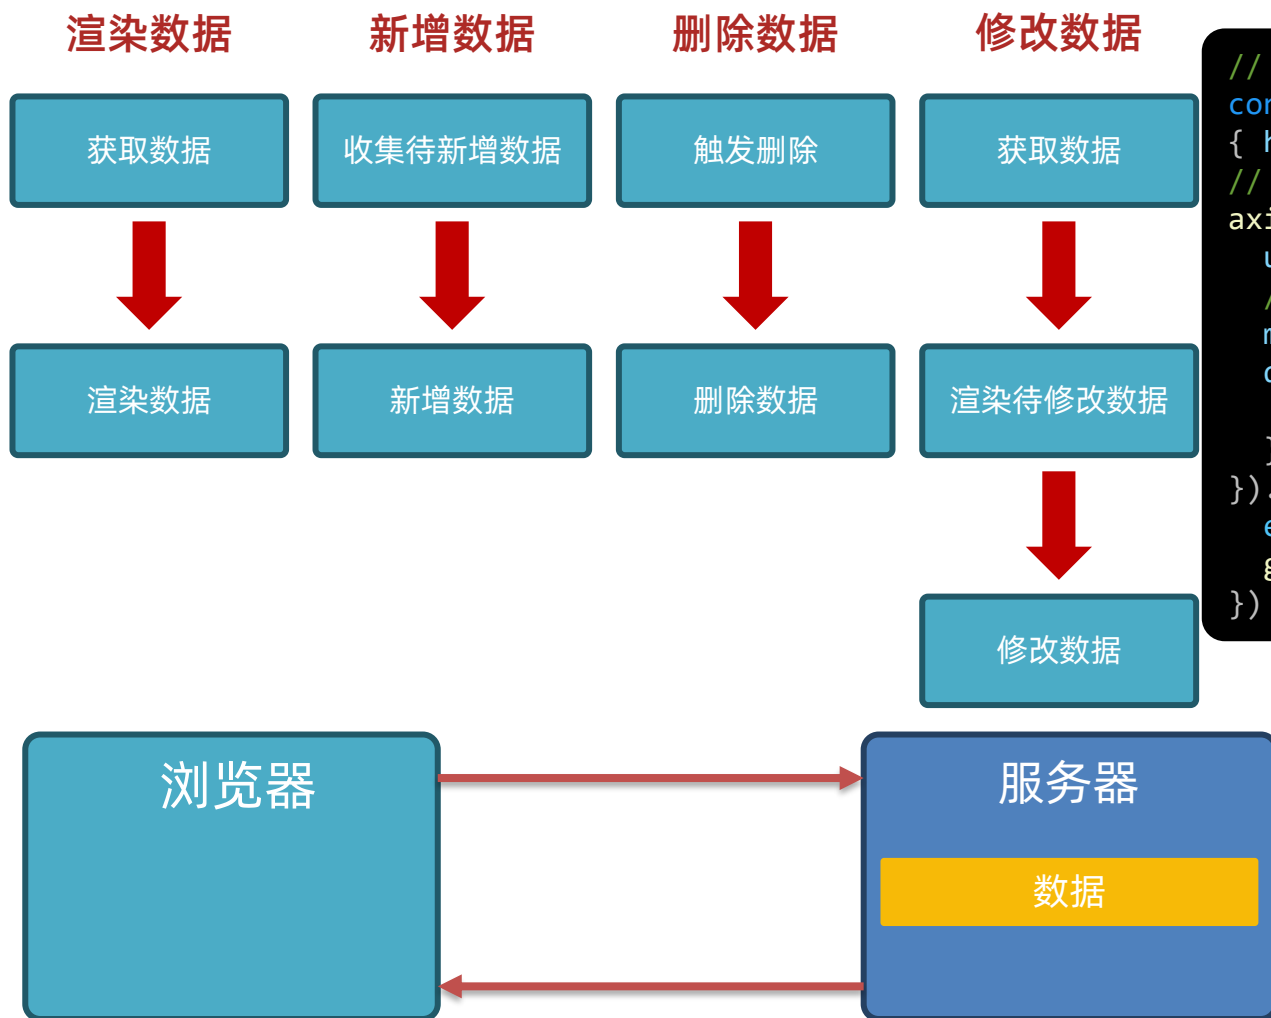 渲染数据
新增数据
删除数据
修改数据
获取数据
收集待新增数据
触发删除
获取数据
渲染数据
新增数据
删除数据
渲染待修改数据
修改数据
//
{
//
}
}).
})
浏览器
服务器
数据